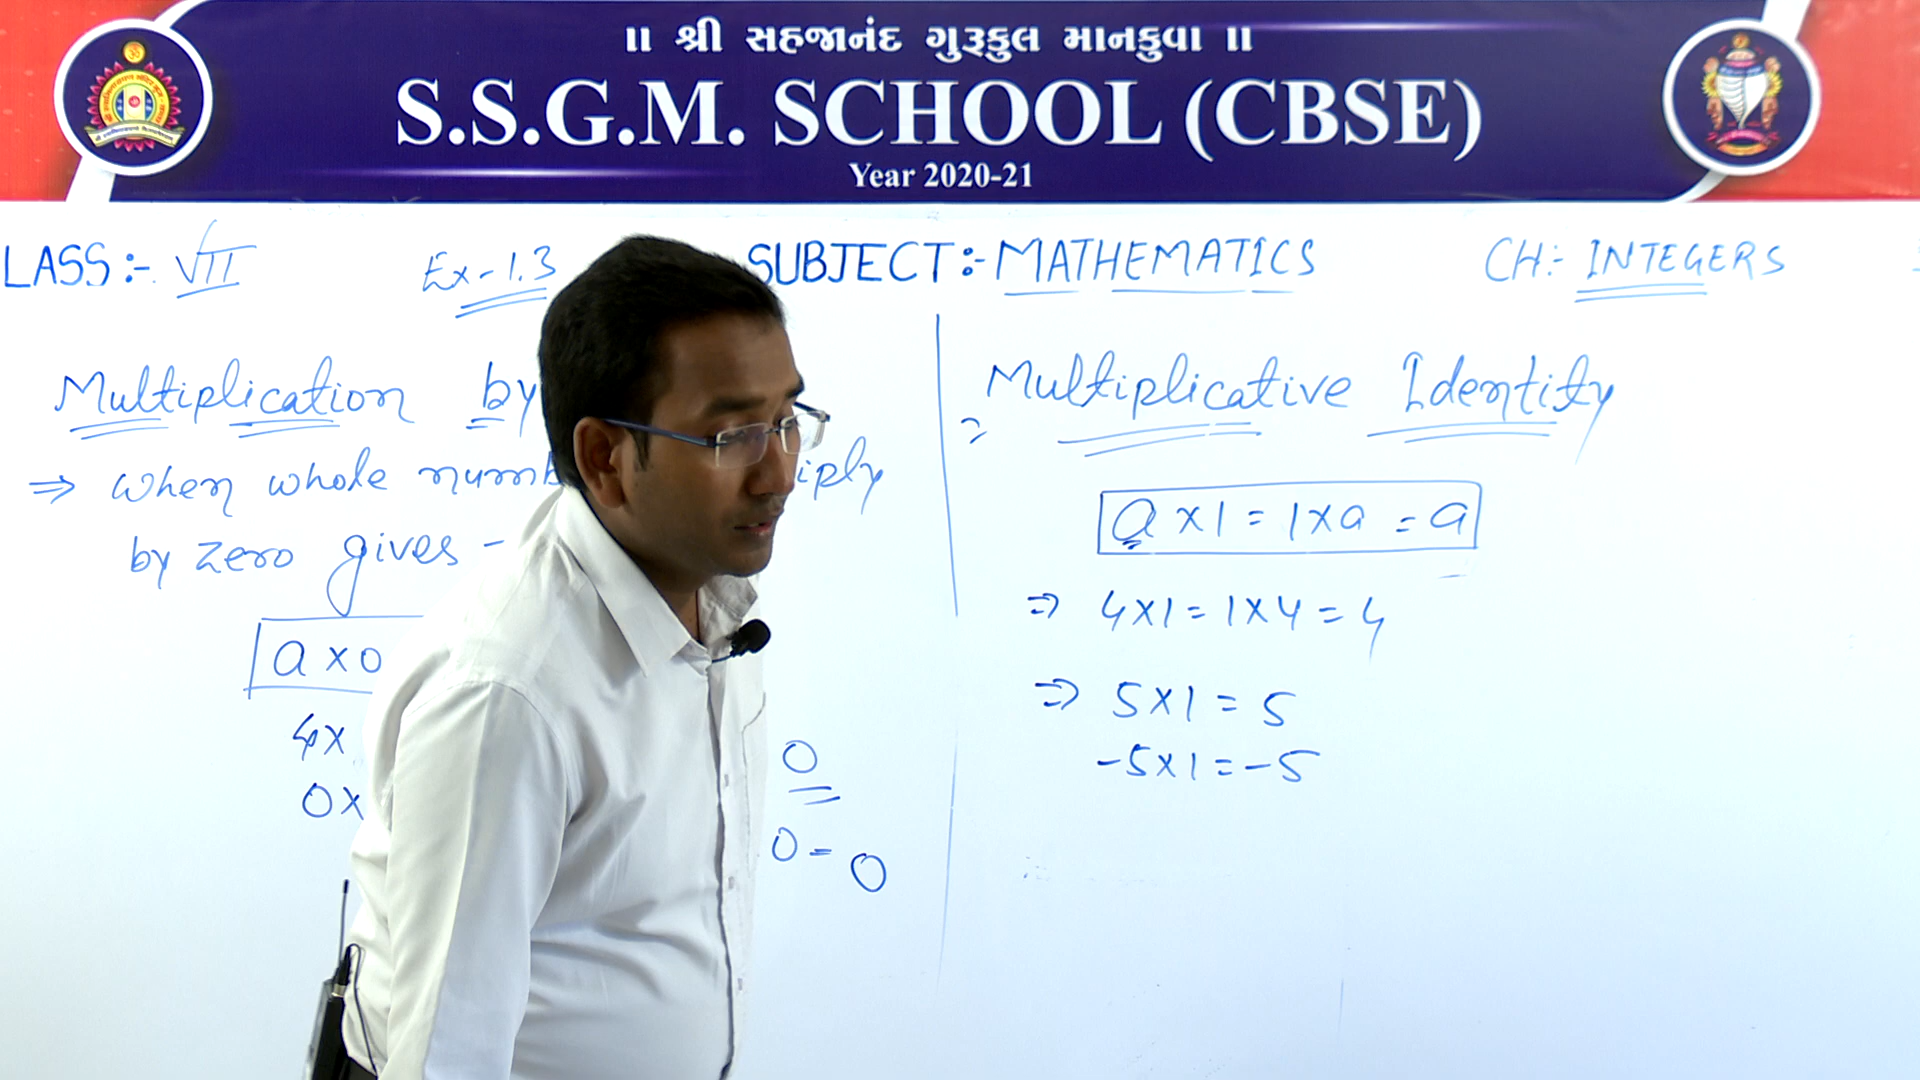 ॥ શ્રી સહજાનંદ ગુરૂકુલ માનકુવા ॥
S.S.G.M. SCHOOL (CBSE)
Year 2020-21
LASS :- VII
Ex-1.3
SUBJECT :- MATHEMATICS
CH:- INTEGERS
Multiplication by
⇒ when whole numb iply
by zero gives -
a x 0
4x
0x
0
0 = 0
Multiplicative Identity
a x 1 = 1 x a = a
⇒ 4 x 1 = 1 x 4 = 4
⇒ 5 x 1 = 5
-5 x 1 = -5